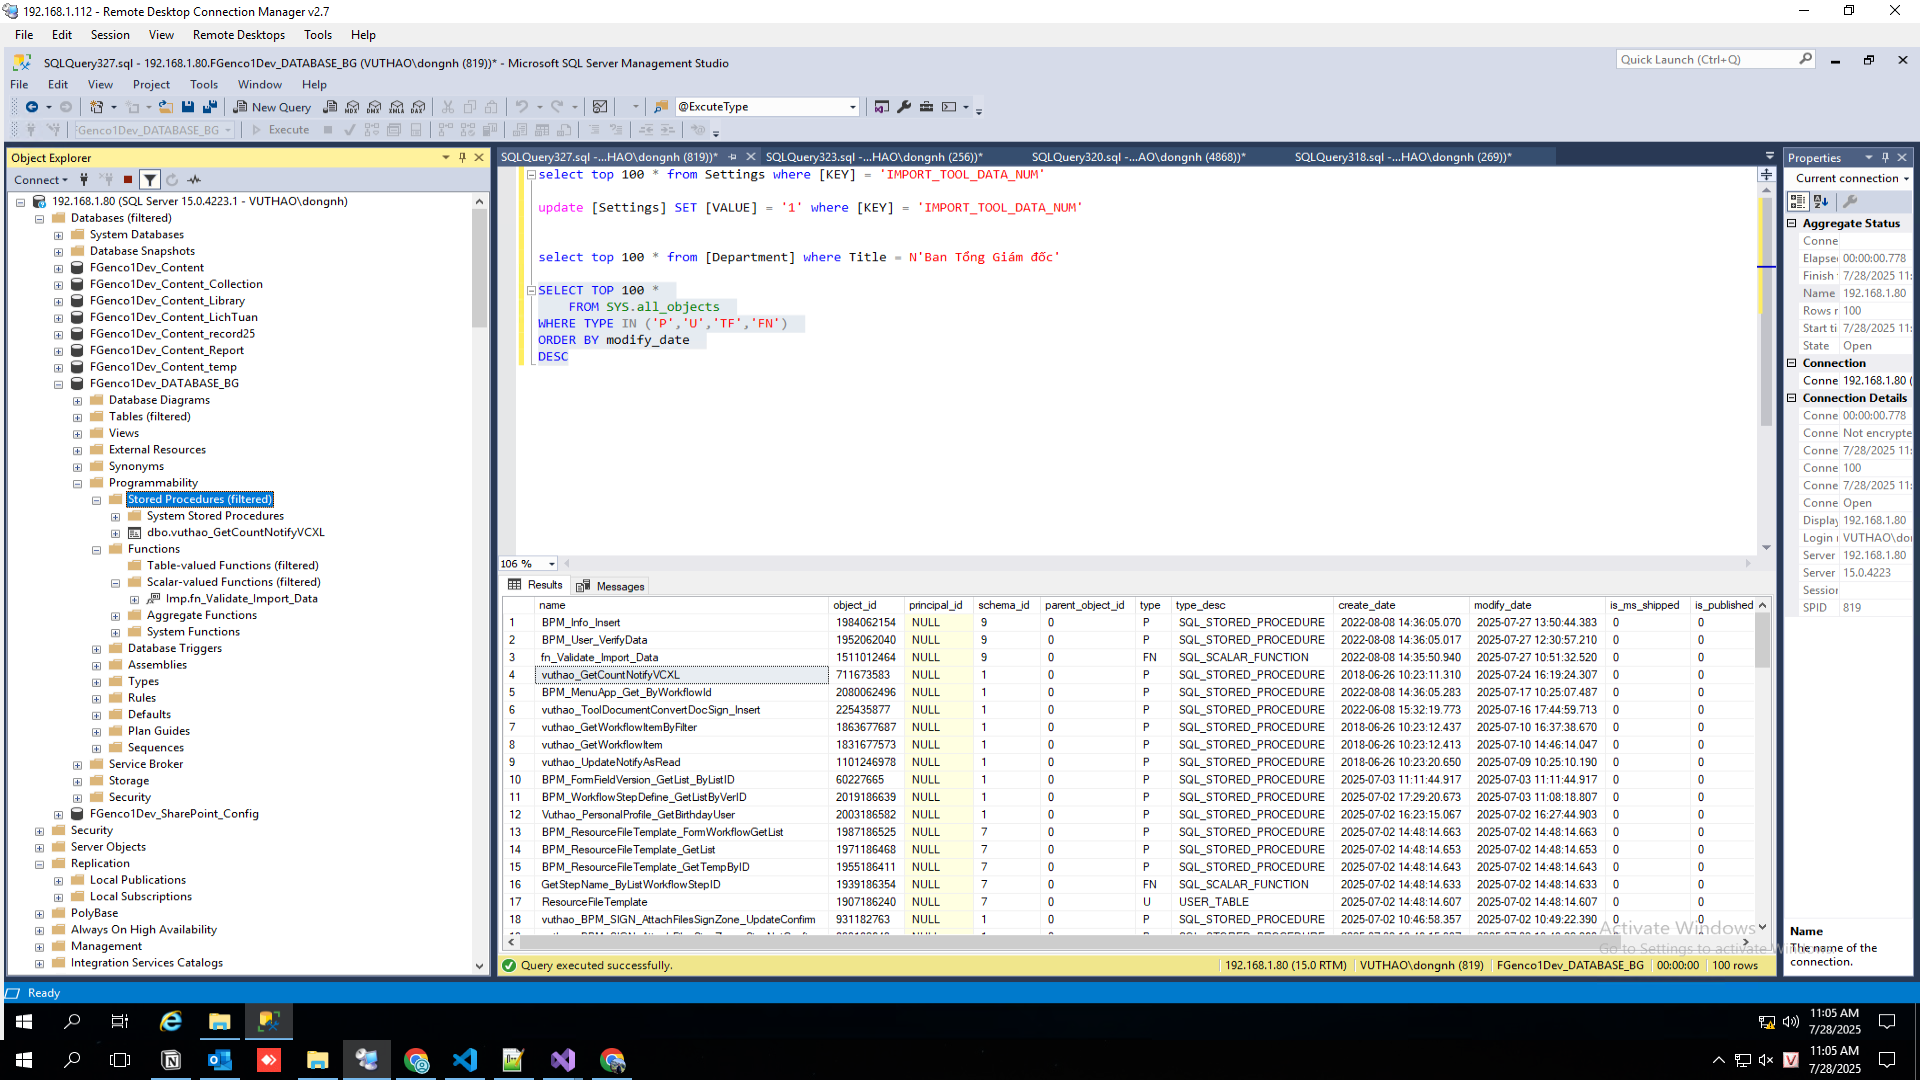 192.168.1.112 - Remote Desktop Connection Manager v2.7
File Edit Session View Remote Desktops Tools Help
SQLQuery327.sql - 192.168.1.80.FGenco1Dev_DATABASE_BG (VUTHAO\dongnh (819))* - Microsoft SQL Server Management Studio
Quick Launch (Ctrl+Q)
File Edit View Project Tools Window Help
New Query @ExcuteType
Genco1Dev_DATABASE_BG Execute
Object Explorer
Connect
192.168.1.80 (SQL Server 15.0.4223.1 - VUTHAO\dongnh)
Databases (filtered)
System Databases
Database Snapshots
FGenco1Dev_Content
FGenco1Dev_Content_Collection
FGenco1Dev_Content_Library
FGenco1Dev_Content_LichTuan
FGenco1Dev_Content_record25
FGenco1Dev_Content_Report
FGenco1Dev_Content_temp
FGenco1Dev_DATABASE_BG
Database Diagrams
Tables (filtered)
Views
External Resources
Synonyms
Programmability
Stored Procedures (filtered)
System Stored Procedures
dbo.vuthao_GetCountNotifyVCXL
Functions
Table-valued Functions (filtered)
Scalar-valued Functions (filtered)
Imp.fn_Validate_Import_Data
Aggregate Functions
System Functions
Database Triggers
Assemblies
Types
Rules
Defaults
Plan Guides
Sequences
Service Broker
Storage
Security
FGenco1Dev_SharePoint_Config
Security
Server Objects
Replication
Local Publications
Local Subscriptions
PolyBase
Always On High Availability
Management
Integration Services Catalogs
SQLQuery327.sql -...HAO\dongnh (819))* SQLQuery323.sql -...HAO\dongnh (256))* SQLQuery320.sql -...AO\dongnh (4868))* SQLQuery318.sql -...HAO\dongnh (269))*
select top 100 * from Settings where [KEY] = 'IMPORT_TOOL_DATA_NUM'
update [Settings] SET [VALUE] = '1' where [KEY] = 'IMPORT_TOOL_DATA_NUM'
select top 100 * from [Department] where Title = N'Ban Tổng Giám đốc'
SELECT TOP 100 *
FROM SYS.all_objects
WHERE TYPE IN ('P','U','TF','FN')
ORDER BY modify_date
DESC
106 %
Results Messages
name object_id principal_id schema_id parent_object_id type type_desc create_date modify_date is_ms_shipped is_published
1 BPM_Info_Insert 1984062154 NULL 9 0 P SQL_STORED_PROCEDURE 2022-08-08 14:36:05.070 2025-07-27 13:50:44.383 0 0
2 BPM_User_VerifyData 1952062040 NULL 9 0 P SQL_STORED_PROCEDURE 2022-08-08 14:36:05.017 2025-07-27 12:30:57.210 0 0
3 fn_Validate_Import_Data 1511012464 NULL 9 0 FN SQL_SCALAR_FUNCTION 2022-08-08 14:35:50.940 2025-07-27 10:51:32.520 0 0
4 vuthao_GetCountNotifyVCXL 711673583 NULL 1 0 P SQL_STORED_PROCEDURE 2018-06-26 10:23:11.310 2025-07-24 16:19:24.307 0 0
5 BPM_MenuApp_Get_ByWorkflowId 2080062496 NULL 1 0 P SQL_STORED_PROCEDURE 2022-08-08 14:36:05.283 2025-07-17 10:25:07.487 0 0
6 vuthao_ToolDocumentConvertDocSign_Insert 225435877 NULL 1 0 P SQL_STORED_PROCEDURE 2022-06-08 15:32:19.773 2025-07-16 17:44:59.713 0 0
7 vuthao_GetWorkflowItemByFilter 1863677687 NULL 1 0 P SQL_STORED_PROCEDURE 2018-06-26 10:23:12.437 2025-07-10 16:37:38.670 0 0
8 vuthao_GetWorkflowItem 1831677573 NULL 1 0 P SQL_STORED_PROCEDURE 2018-06-26 10:23:12.413 2025-07-10 14:46:14.047 0 0
9 vuthao_UpdateNotifyAsRead 1101246978 NULL 1 0 P SQL_STORED_PROCEDURE 2018-06-26 10:23:20.650 2025-07-09 10:25:10.190 0 0
10 BPM_FormFieldVersion_GetList_ByListID 60227665 NULL 1 0 P SQL_STORED_PROCEDURE 2025-07-03 11:11:44.917 2025-07-03 11:11:44.917 0 0
11 BPM_WorkflowStepDefine_GetListByVerID 2019186639 NULL 1 0 P SQL_STORED_PROCEDURE 2025-07-02 17:29:20.673 2025-07-03 11:08:18.807 0 0
12 Vuthao_PersonalProfile_GetBirthdayUser 2003186582 NULL 1 0 P SQL_STORED_PROCEDURE 2025-07-02 16:23:15.067 2025-07-02 16:27:44.903 0 0
13 BPM_ResourceFileTemplate_FormWorkflowGetList 1987186525 NULL 7 0 P SQL_STORED_PROCEDURE 2025-07-02 14:48:14.663 2025-07-02 14:48:14.663 0 0
14 BPM_ResourceFileTemplate_GetList 1971186468 NULL 7 0 P SQL_STORED_PROCEDURE 2025-07-02 14:48:14.653 2025-07-02 14:48:14.653 0 0
15 BPM_ResourceFileTemplate_GetTempByID 1955186411 NULL 7 0 P SQL_STORED_PROCEDURE 2025-07-02 14:48:14.643 2025-07-02 14:48:14.643 0 0
16 GetStepName_ByListWorkflowStepID 1939186354 NULL 7 0 FN SQL_SCALAR_FUNCTION 2025-07-02 14:48:14.633 2025-07-02 14:48:14.633 0 0
17 ResourceFileTemplate 1907186240 NULL 7 0 U USER_TABLE 2025-07-02 14:48:14.607 2025-07-02 14:48:14.607 0 0
18 vuthao_BPM_SIGN_AttachFilesSignZone_UpdateConfirm 931182763 NULL 1 0 P SQL_STORED_PROCEDURE 2025-07-02 10:46:58.357 2025-07-02 10:49:22.390 0 0
Query executed successfully. 192.168.1.80 (15.0 RTM) VUTHAO\dongnh (819) FGenco1Dev_DATABASE_BG 00:00:00 100 rows
Properties
Current connection
Aggregate Status
Conne
Elapse 00:00:00.778
Finish 7/28/2025 11:
Name 192.168.1.80
Rows r 100
Start ti 7/28/2025 11:
State Open
Connection
Conne 192.168.1.80 (
Connection Details
Conne 00:00:00.778
Conne Not encrypte
Conne 7/28/2025 11:
Conne 100
Conne 7/28/2025 11:
Conne Open
Display 192.168.1.80
Login VUTHAO\do
Server 192.168.1.80
Server 15.0.4223
Session
SPID 819
Name
The name of the
connection.
Activate Windows
Go to Settings to activate Windows.
Ready
11:05 AM
7/28/2025
11:05 AM
7/28/2025